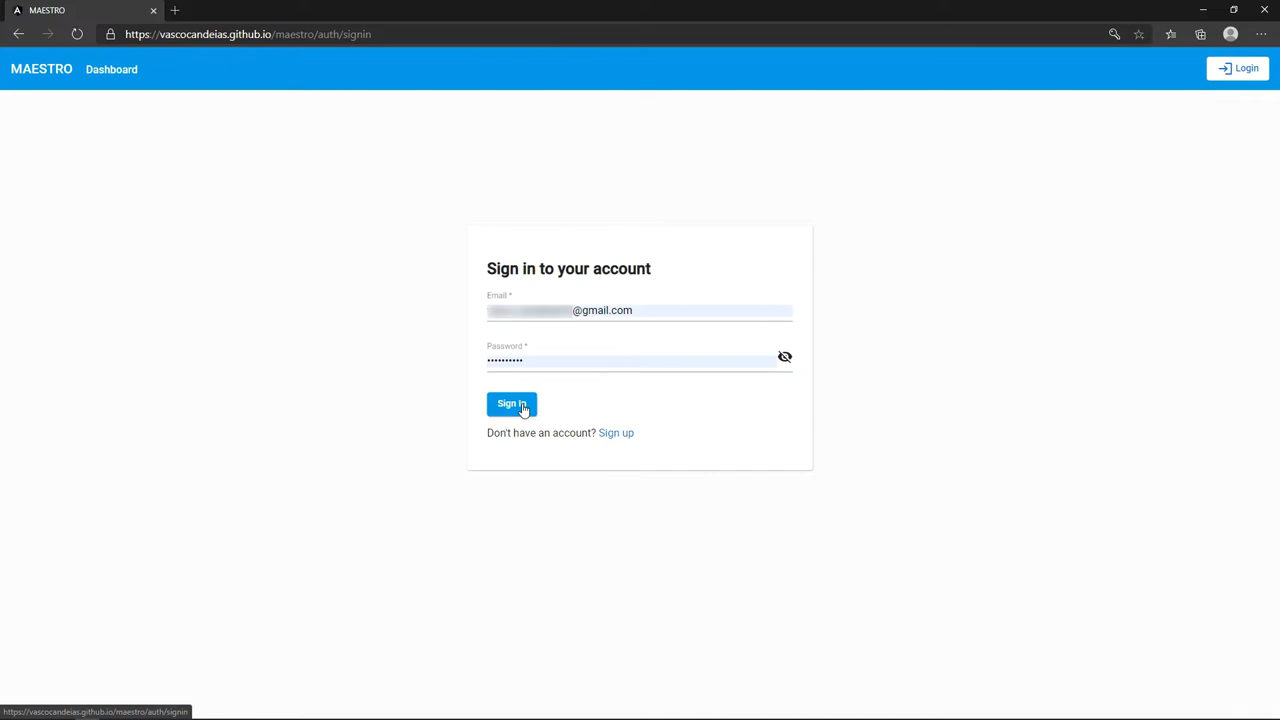 MAESTRO
https://vascocandeias.github.io/maestro/auth/signin
MAESTRO Dashboard Login
Sign in to your account
Email *
@gmail.com
Password *
••••••••••
Sign In
Don't have an account? Sign up
https://vascocandeias.github.io/maestro/auth/signin